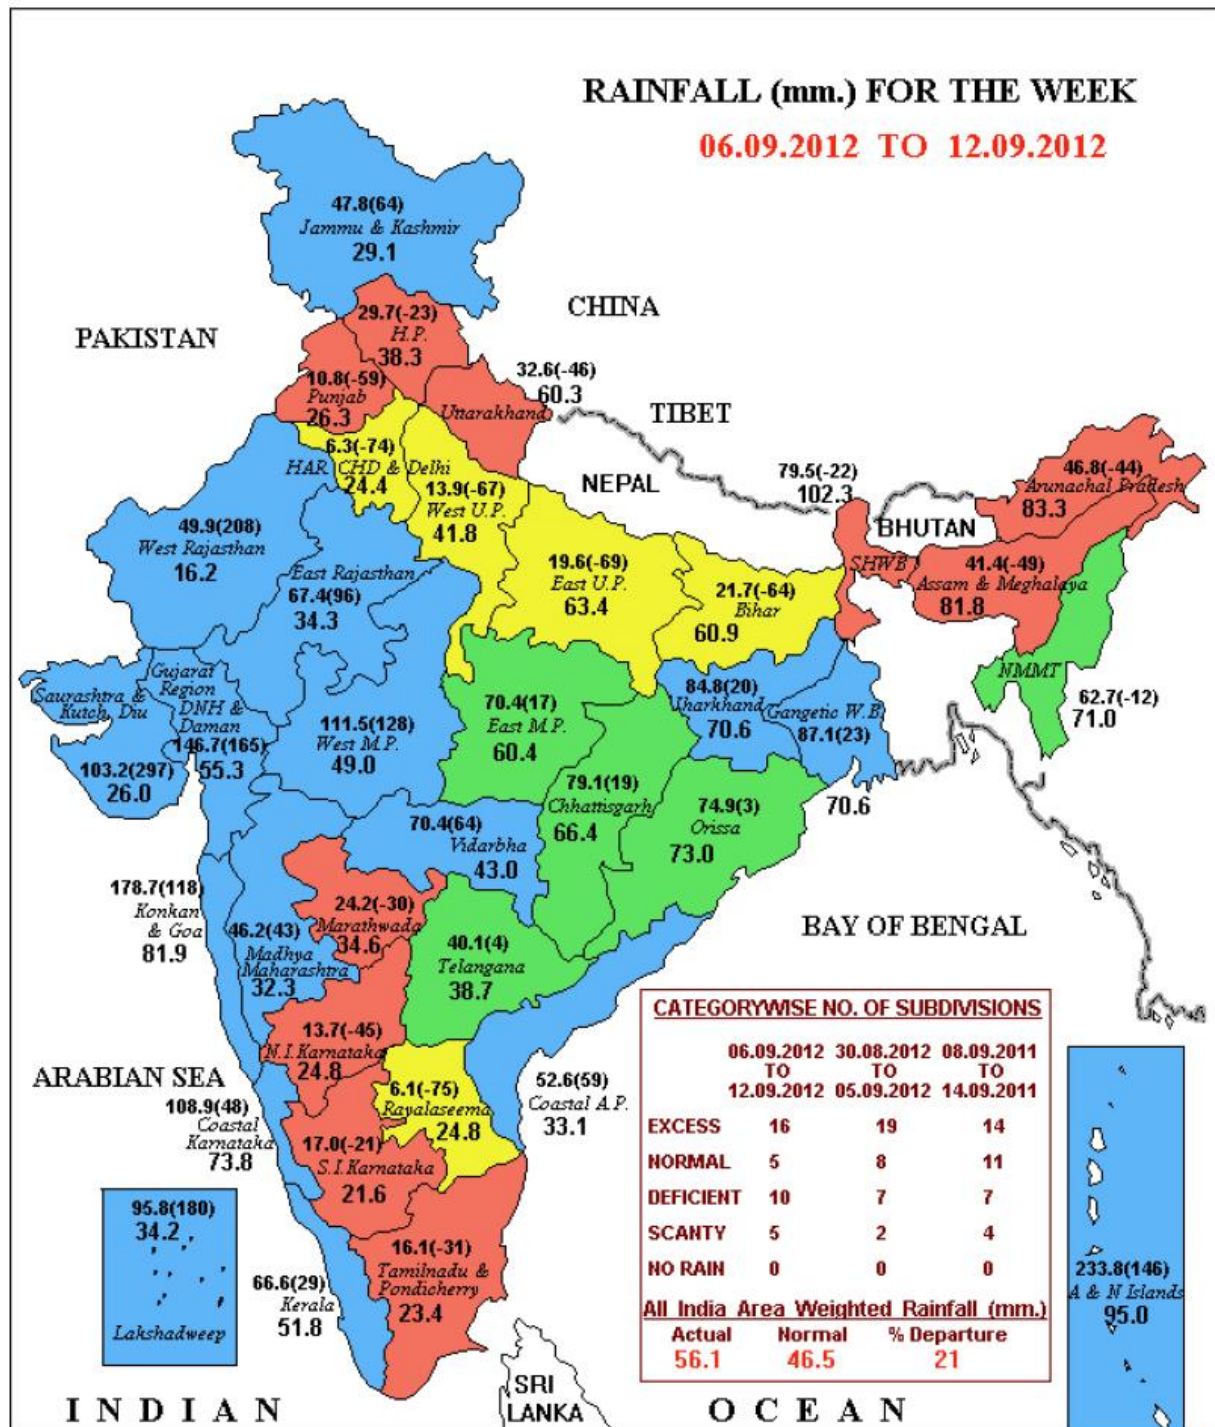 RAINFALL (mm.) FOR THE WEEK
06.09.2012 TO 12.09.2012
47.8(64)
Jammu & Kashmir
29.1
CHINA
PAKISTAN
29.7(-23)
H.P.
38.3
10.8(-59)
Punjab
26.3
32.6(-46)
60.3
Uttarakhand
TIBET
6.3(-74)
HAR CHD & Delhi
24.4
13.9(-67)
West U.P.
41.8
NEPAL
79.5(-22)
102.3
46.8(-44)
Arunachal Pradesh
83.3
BHUTAN
SHWB
41.4(-49)
Assam & Meghalaya
81.8
49.9(208)
West Rajasthan
16.2
East Rajasthan
67.4(96)
34.3
19.6(-69)
East U.P.
63.4
21.7(-64)
Bihar
60.9
NMMT
62.7(-12)
71.0
Saurashtra &
Kutch, Diu
103.2(297)
26.0
Gujarat
Region
DNH &
Daman
146.7(165)
55.3
111.5(128)
West M.P.
49.0
70.4(17)
East M.P.
60.4
84.8(20)
Jharkhand
70.6
Gangetic W.B.
87.1(23)
70.6
79.1(19)
Chhattisgarh
66.4
74.9(3)
Orissa
73.0
70.4(64)
Vidarbha
43.0
178.7(118)
Konkan
& Goa
81.9
46.2(43)
Madhya
Maharashtra
32.3
24.2(-30)
Marathwada
34.6
40.1(4)
Telangana
38.7
BAY OF BENGAL
13.7(-45)
N.I.Karnataka
24.8
ARABIAN SEA
108.9(48)
Coastal
Karnataka
73.8
6.1(-75)
Rayalaseema
24.8
52.6(59)
Coastal A.P.
33.1
17.0(-21)
S.I.Karnataka
21.6
95.8(180)
34.2
Lakshadweep
66.6(29)
Kerala
51.8
16.1(-31)
Tamilnadu &
Pondicherry
23.4
CATEGORYWISE NO. OF SUBDIVISIONS
06.09.2012 30.08.2012 08.09.2011
TO TO TO
12.09.2012 05.09.2012 14.09.2011
EXCESS 16 19 14
NORMAL 5 8 11
DEFICIENT 10 7 7
SCANTY 5 2 4
NO RAIN 0 0 0
All India Area Weighted Rainfall (mm.)
Actual Normal % Departure
56.1 46.5 21
233.8(146)
A & N Islands
95.0
SRI
LANKA
INDIAN OCEAN